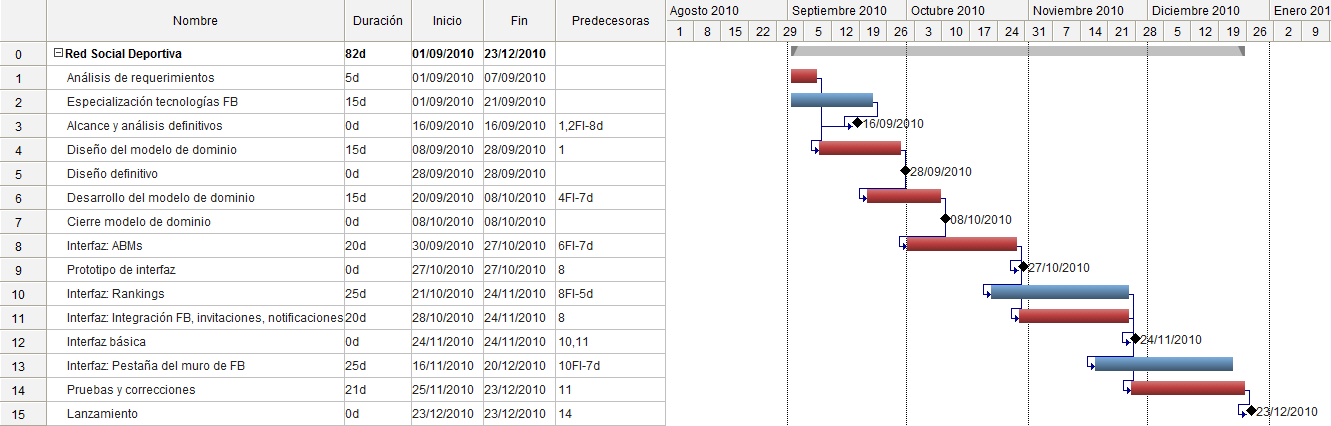 Nombre Duración Inicio Fin Predecesoras
Agosto 2010 Septiembre 2010 Octubre 2010 Noviembre 2010 Diciembre 2010 Enero 201
1 8 15 22 29 5 12 19 26 3 10 17 24 31 7 14 21 28 5 12 19 26 2 9
0 Red Social Deportiva 82d 01/09/2010 23/12/2010
1 Análisis de requerimientos 5d 01/09/2010 07/09/2010
2 Especialización tecnologías FB 15d 01/09/2010 21/09/2010
3 Alcance y análisis definitivos 0d 16/09/2010 16/09/2010 1,2FI-8d 16/09/2010
4 Diseño del modelo de dominio 15d 08/09/2010 28/09/2010 1
5 Diseño definitivo 0d 28/09/2010 28/09/2010 28/09/2010
6 Desarrollo del modelo de dominio 15d 20/09/2010 08/10/2010 4FI-7d
7 Cierre modelo de dominio 0d 08/10/2010 08/10/2010 08/10/2010
8 Interfaz: ABMs 20d 30/09/2010 27/10/2010 6FI-7d
9 Prototipo de interfaz 0d 27/10/2010 27/10/2010 8 27/10/2010
10 Interfaz: Rankings 25d 21/10/2010 24/11/2010 8FI-5d
11 Interfaz: Integración FB, invitaciones, notificaciones 20d 28/10/2010 24/11/2010 8
12 Interfaz básica 0d 24/11/2010 24/11/2010 10,11 24/11/2010
13 Interfaz: Pestaña del muro de FB 25d 16/11/2010 20/12/2010 10FI-7d
14 Pruebas y correcciones 21d 25/11/2010 23/12/2010 11
15 Lanzamiento 0d 23/12/2010 23/12/2010 14 23/12/2010